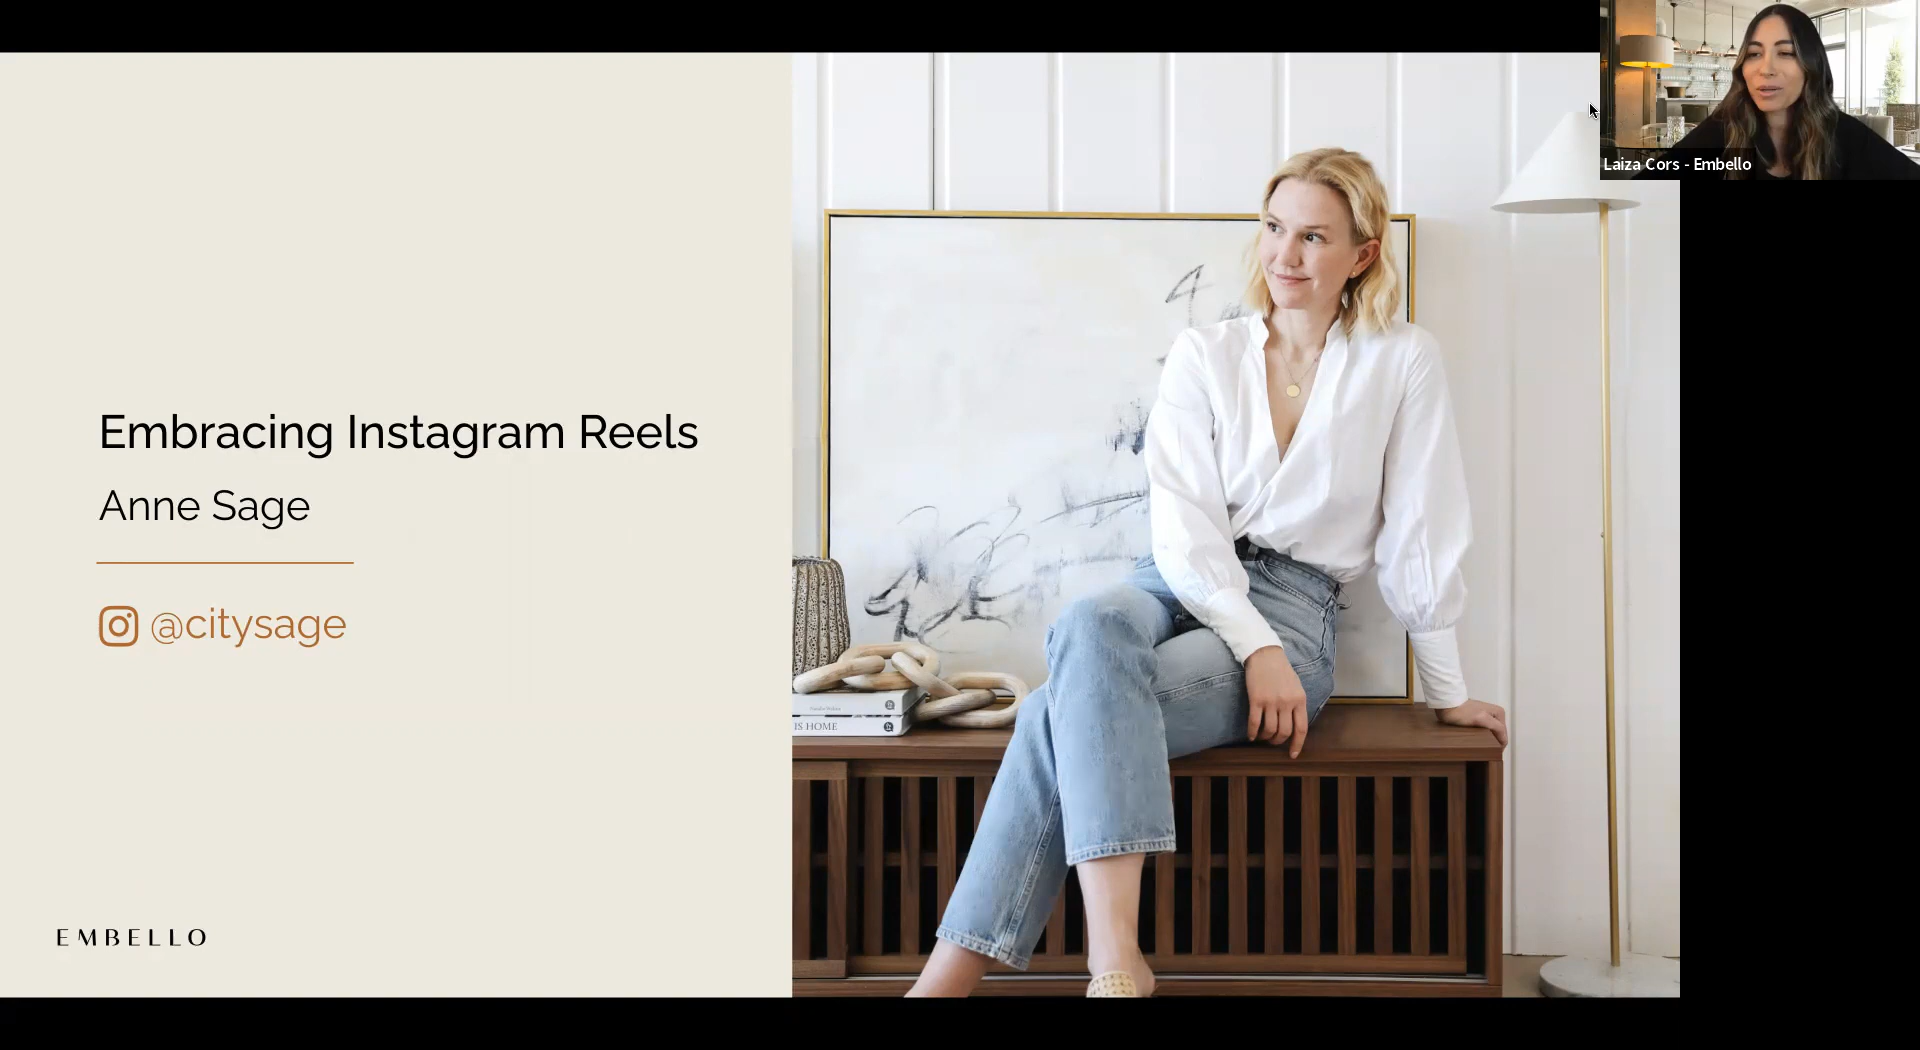 Embracing Instagram Reels
Anne Sage
@citysage
EMBELLO
IS HOME
Laiza Cors - Embello